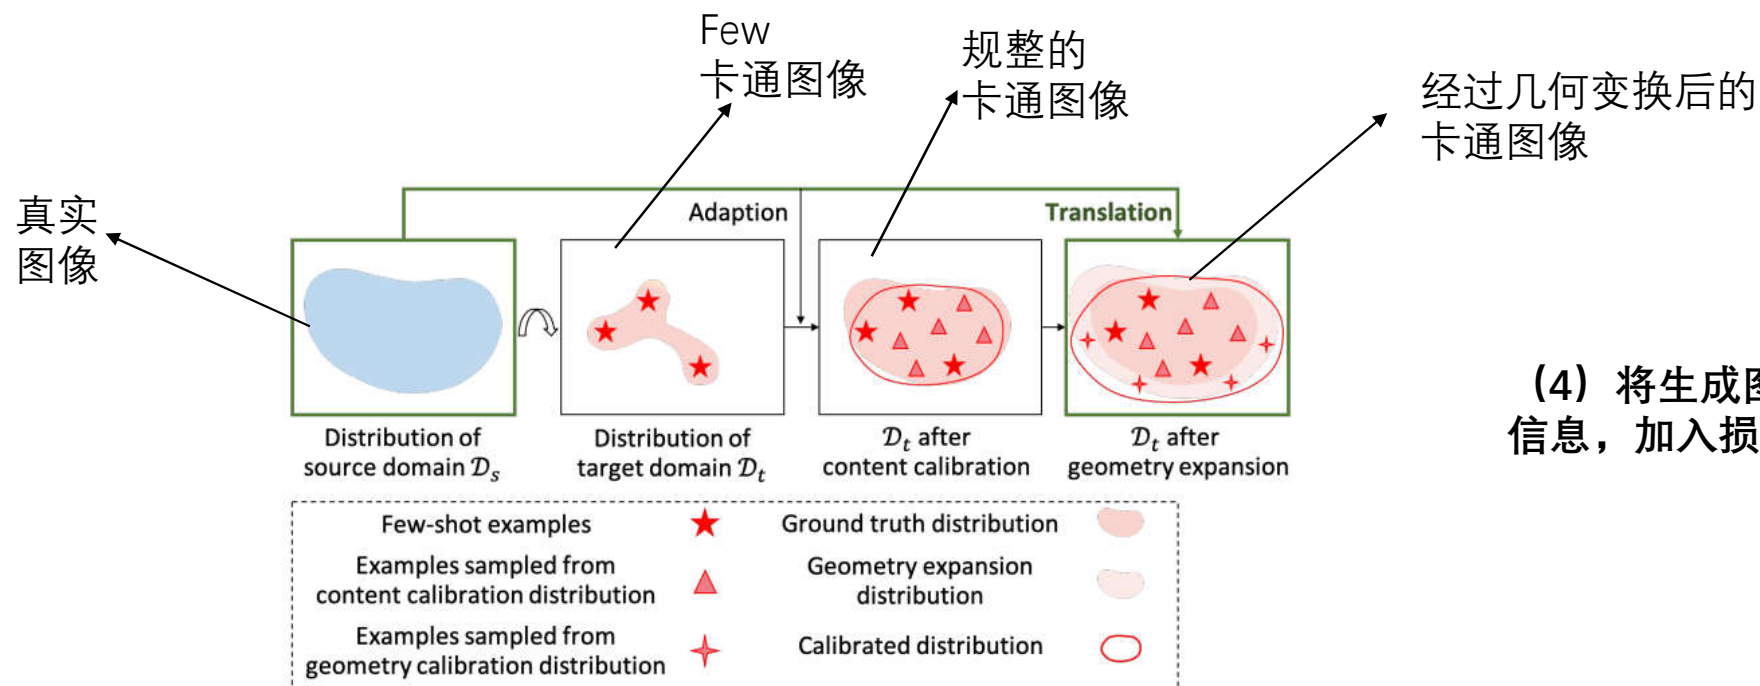 Few
卡通图像
规整的
卡通图像
经过几何变换后的
卡通图像
真实
图像
Adaption
Translation
Distribution of
source domain 𝒟ₛ
Distribution of
target domain 𝒟ₜ
𝒟ₜ after
content calibration
𝒟ₜ after
geometry expansion
（4）将生成图
信息，加入损
Few-shot examples
Ground truth distribution
Examples sampled from
content calibration distribution
Geometry expansion
distribution
Examples sampled from
geometry calibration distribution
Calibrated distribution